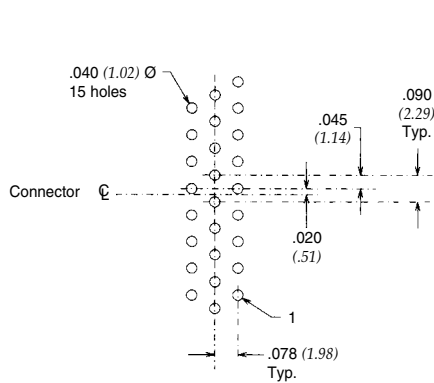 .040 (1.02) Ø
15 holes
.090
(2.29)
Typ.
.045
(1.14)
Connector ℄
.020
(.51)
1
.078 (1.98)
Typ.